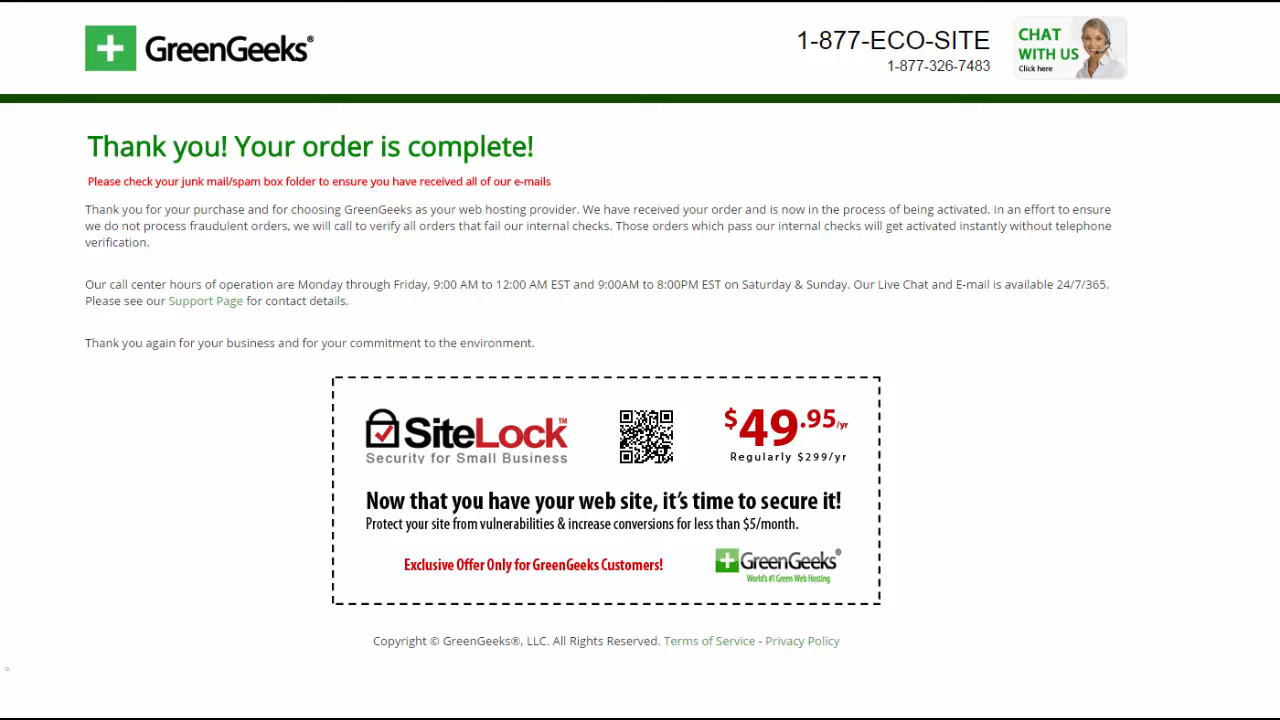 GreenGeeks®
1-877-ECO-SITE
1-877-326-7483
CHAT
WITH US
Click here
Thank you! Your order is complete!
Please check your junk mail/spam box folder to ensure you have received all of our e-mails
Thank you for your purchase and for choosing GreenGeeks as your web hosting provider. We have received your order and is now in the process of being activated. In an effort to ensure
we do not process fraudulent orders, we will call to verify all orders that fail our internal checks. Those orders which pass our internal checks will get activated instantly without telephone
verification.
Our call center hours of operation are Monday through Friday, 9:00 AM to 12:00 AM EST and 9:00AM to 8:00PM EST on Saturday & Sunday. Our Live Chat and E-mail is available 24/7/365.
Please see our Support Page for contact details.
Thank you again for your business and for your commitment to the environment.
SiteLock™
Security for Small Business
$49.95/yr
Regularly $299/yr
Now that you have your web site, it's time to secure it!
Protect your site from vulnerabilities & increase conversions for less than $5/month.
Exclusive Offer Only for GreenGeeks Customers!
GreenGeeks®
World's #1 Green Web Hosting
Copyright © GreenGeeks®, LLC. All Rights Reserved. Terms of Service - Privacy Policy